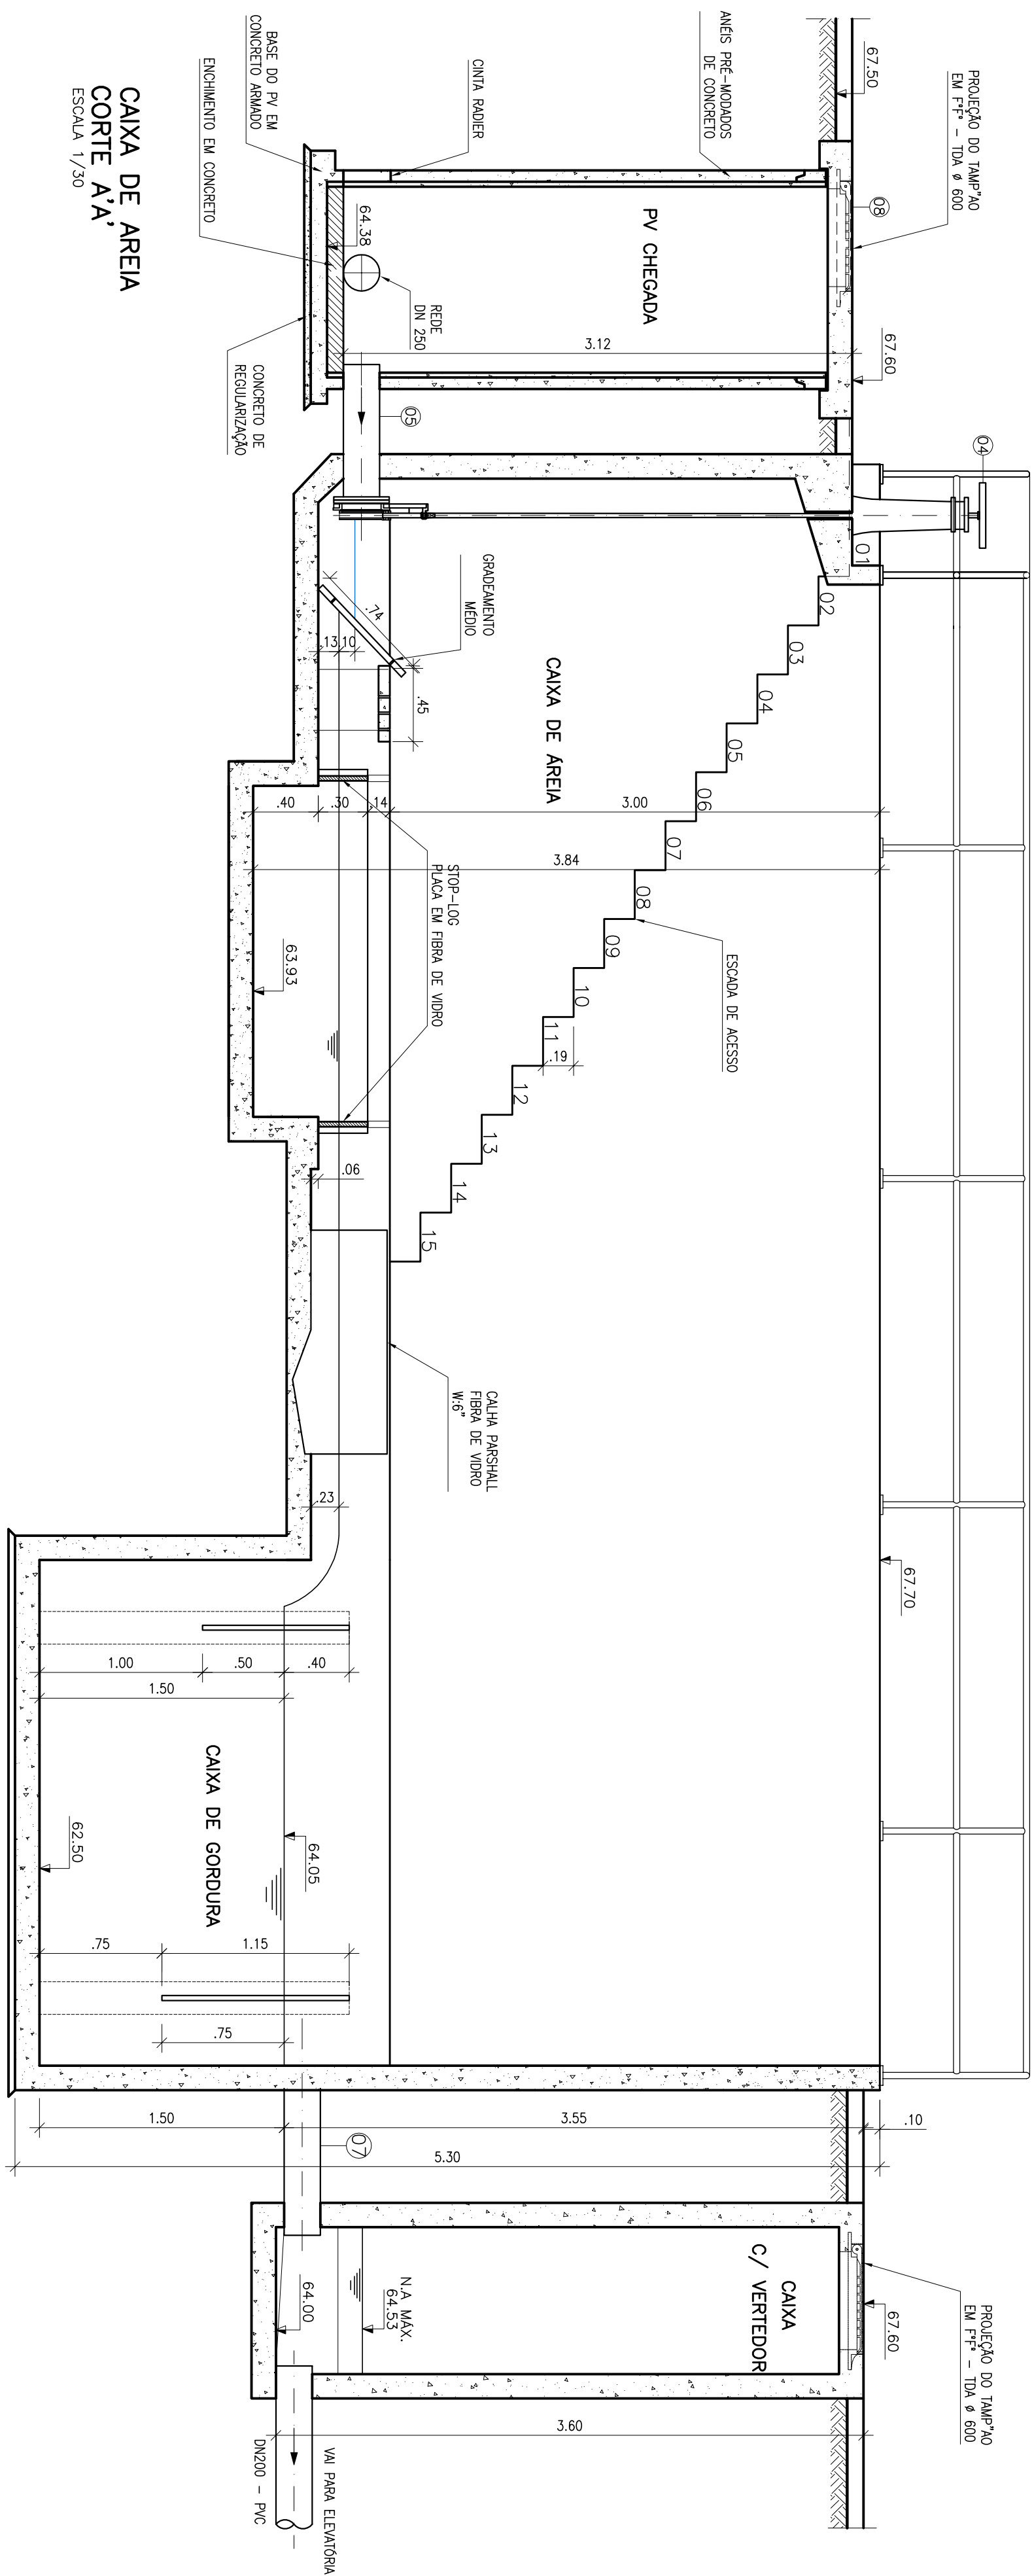 PROJEÇÃO DO TAMP"AO
EM FºFº - TDA ø 600
67.50
ANÉIS PRÉ-MODADOS
DE CONCRETO
CINTA RADIER
BASE DO PV EM
CONCRETO ARMADO
ENCHIMENTO EM CONCRETO
CAIXA DE AREIA
CORTE A'A'
ESCALA 1/30
08
PV CHEGADA
64.38
REDE
DN 250
3.12
67.60
CONCRETO DE
REGULARIZAÇÃO
05
04
01
02
03
04
05
06
07
08
09
10
11
12
13
14
15
.19
ESCADA DE ACESSO
CAIXA DE ÁREIA
GRADEAMENTO
MÉDIO
.74
.13
.10
.45
.40
.30
.14
3.00
3.84
STOP-LOG
PLACA EM FIBRA DE VIDRO
63.93
.06
CALHA PARSHALL
FIBRA DE VIDRO
W:6"
.23
67.70
1.00
.50
.40
1.50
CAIXA DE GORDURA
64.05
62.50
.75
1.15
.75
1.50
3.55
.10
5.30
07
CAIXA
C/ VERTEDOR
N.A MÁX.
64.53
64.00
67.60
PROJEÇÃO DO TAMP"AO
EM FºFº - TDA ø 600
3.60
VAI PARA ELEVATÓRIA
DN200 - PVC